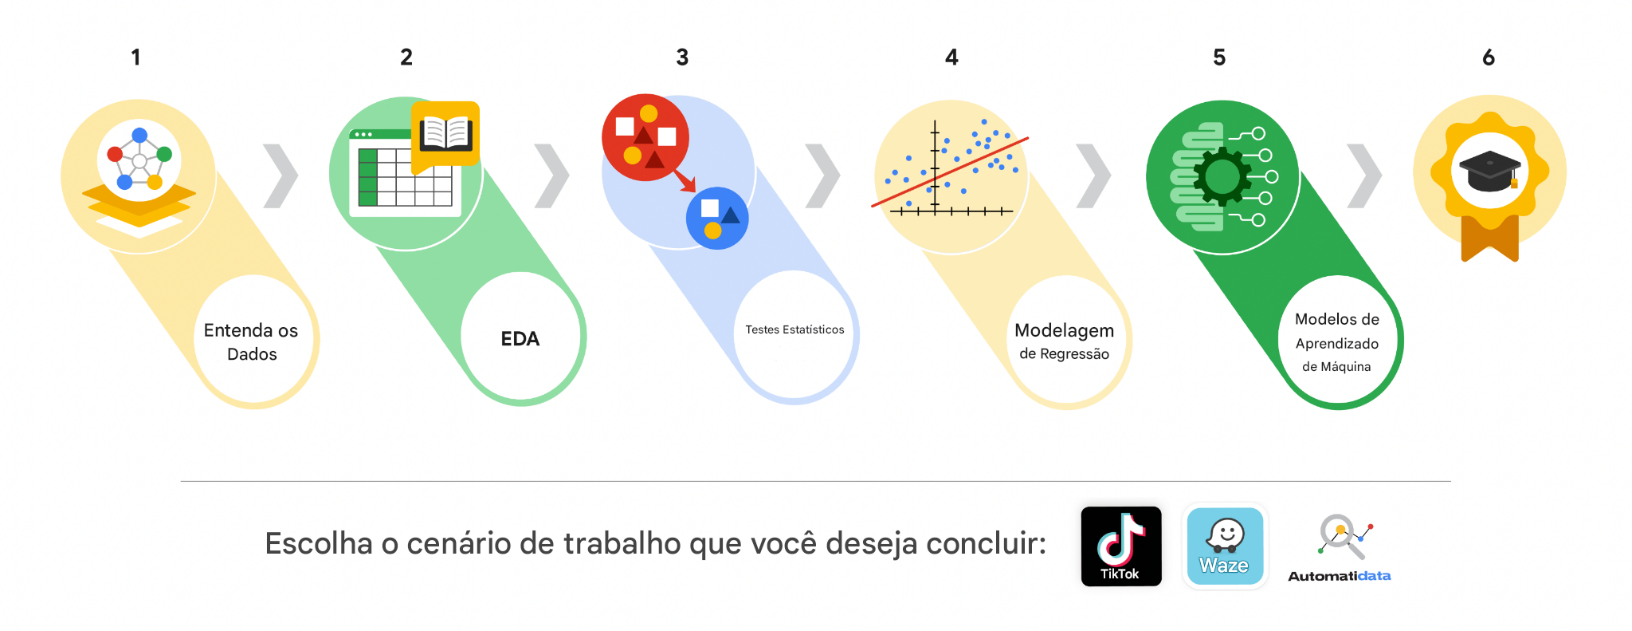 1
2
3
4
5
6
Entenda os
Dados
EDA
Testes Estatísticos
Modelagem
de Regressão
Modelos de
Aprendizado
de Máquina
Escolha o cenário de trabalho que você deseja concluir:
TikTok
Waze
Automatidata